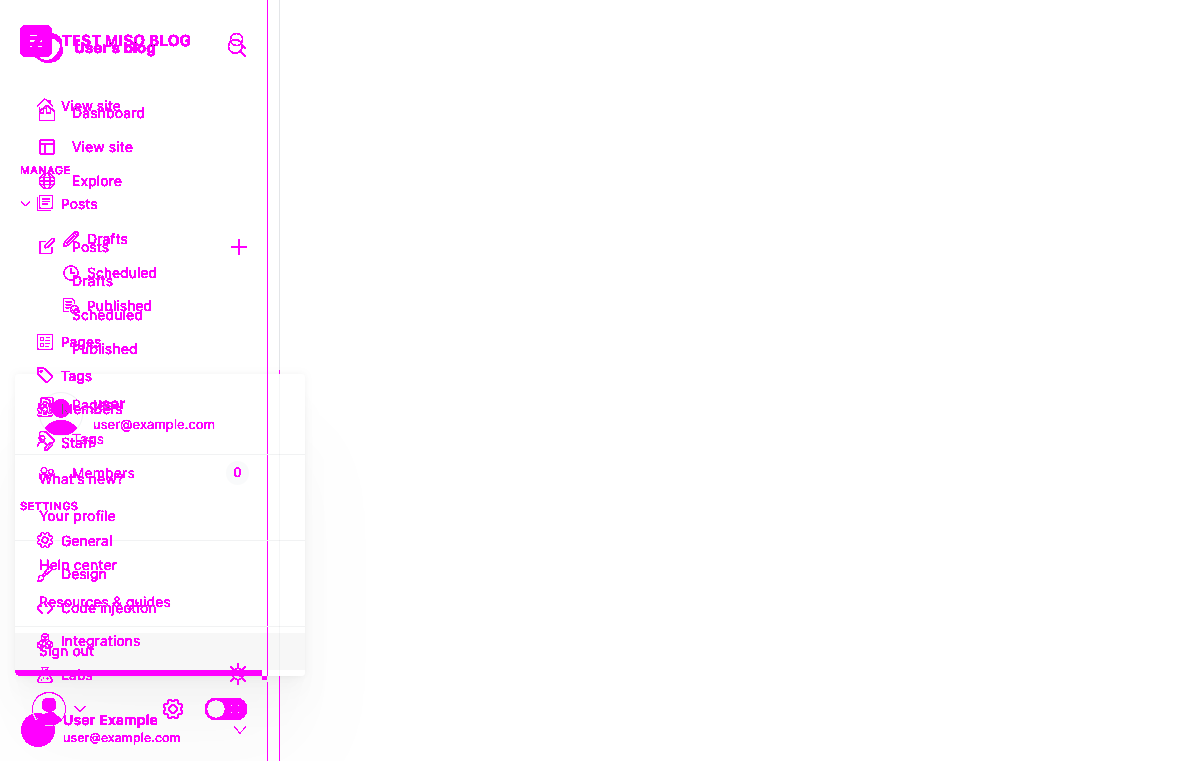 TEST MISO BLOG
user's blog
View site
Dashboard
View site
MANAGE
Explore
Posts
Drafts
Posts
Scheduled
Drafts
Published
Scheduled
Pages
Published
Tags
Pages
user
Members
user@example.com
Tags
Staff
Members
0
What's new?
SETTINGS
Your profile
General
Help center
Design
Resources & guides
Code injection
Integrations
Sign out
Labs
User Example
user@example.com